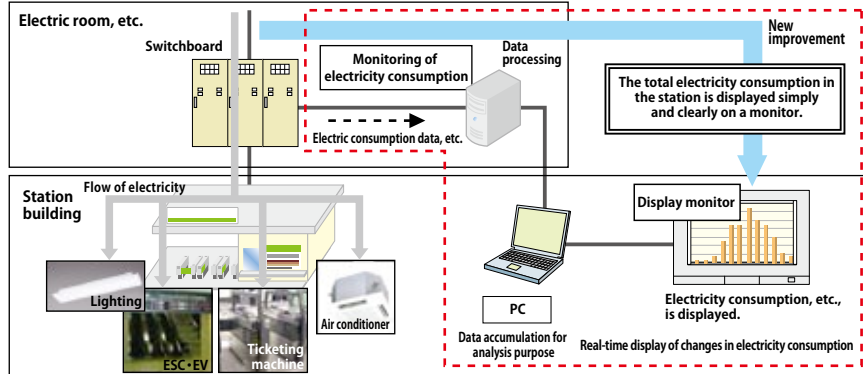 Electric room, etc.
Switchboard
Monitoring of
electricity consumption
Data
processing
New
improvement
The total electricity consumption in
the station is displayed simply
and clearly on a monitor.
Electric consumption data, etc.
Station
building
Flow of electricity
Display monitor
Lighting
ESC・EV
Ticketing
machine
Air conditioner
PC
Data accumulation for
analysis purpose
Electricity consumption, etc.,
is displayed.
Real-time display of changes in electricity consumption